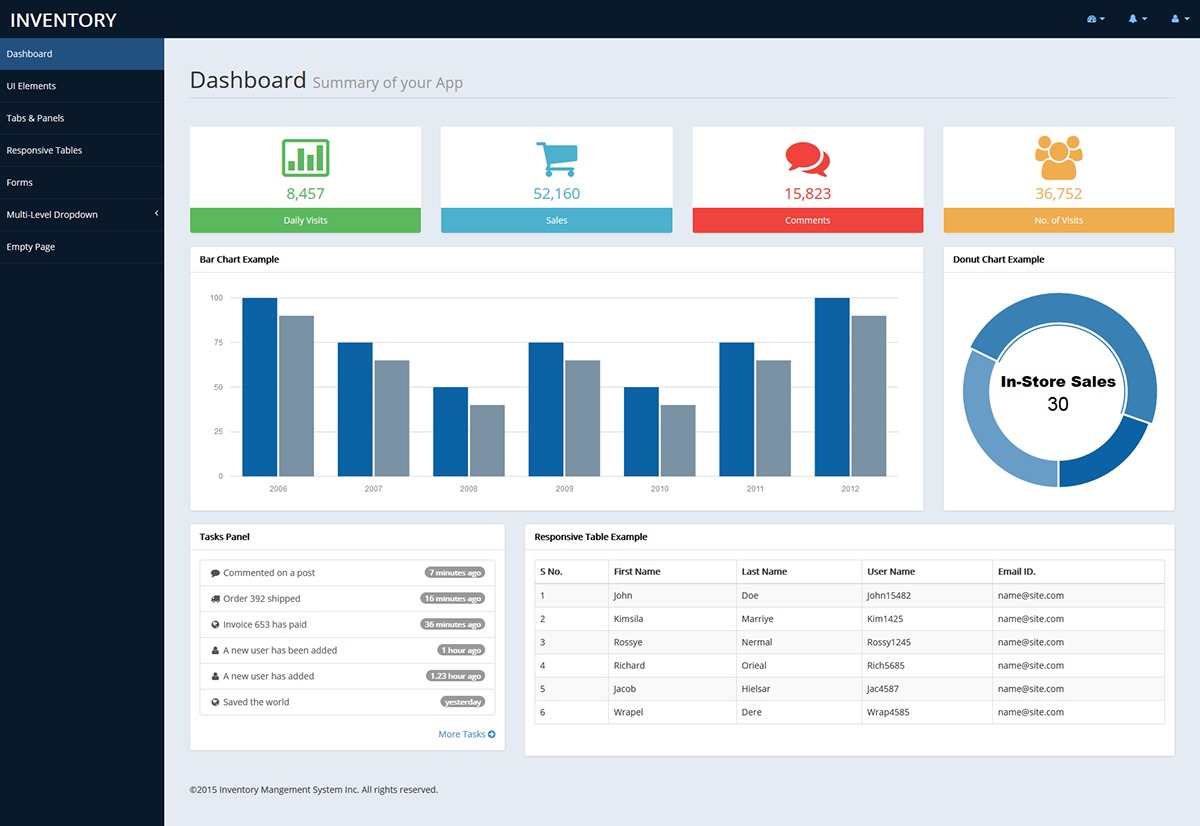 INVENTORY
Dashboard
UI Elements
Tabs & Panels
Responsive Tables
Forms
Multi-Level Dropdown
Empty Page
Dashboard Summary of your App
8,457
Daily Visits
52,160
Sales
15,823
Comments
36,752
No. of Visits
Bar Chart Example
100
75
50
25
0
2006 2007 2008 2009 2010 2011 2012
Donut Chart Example
In-Store Sales
30
Tasks Panel
Commented on a post 7 minutes ago
Order 392 shipped 16 minutes ago
Invoice 653 has paid 36 minutes ago
A new user has been added 1 hour ago
A new user has added 1.23 hour ago
Saved the world yesterday
More Tasks
Responsive Table Example
S No. First Name Last Name User Name Email ID.
1 John Doe John15482 name@site.com
2 Kimsila Marriye Kim1425 name@site.com
3 Rossye Nermal Rossy1245 name@site.com
4 Richard Orieal Rich5685 name@site.com
5 Jacob Hielsar Jac4587 name@site.com
6 Wrapel Dere Wrap4585 name@site.com
©2015 Inventory Mangement System Inc. All rights reserved.